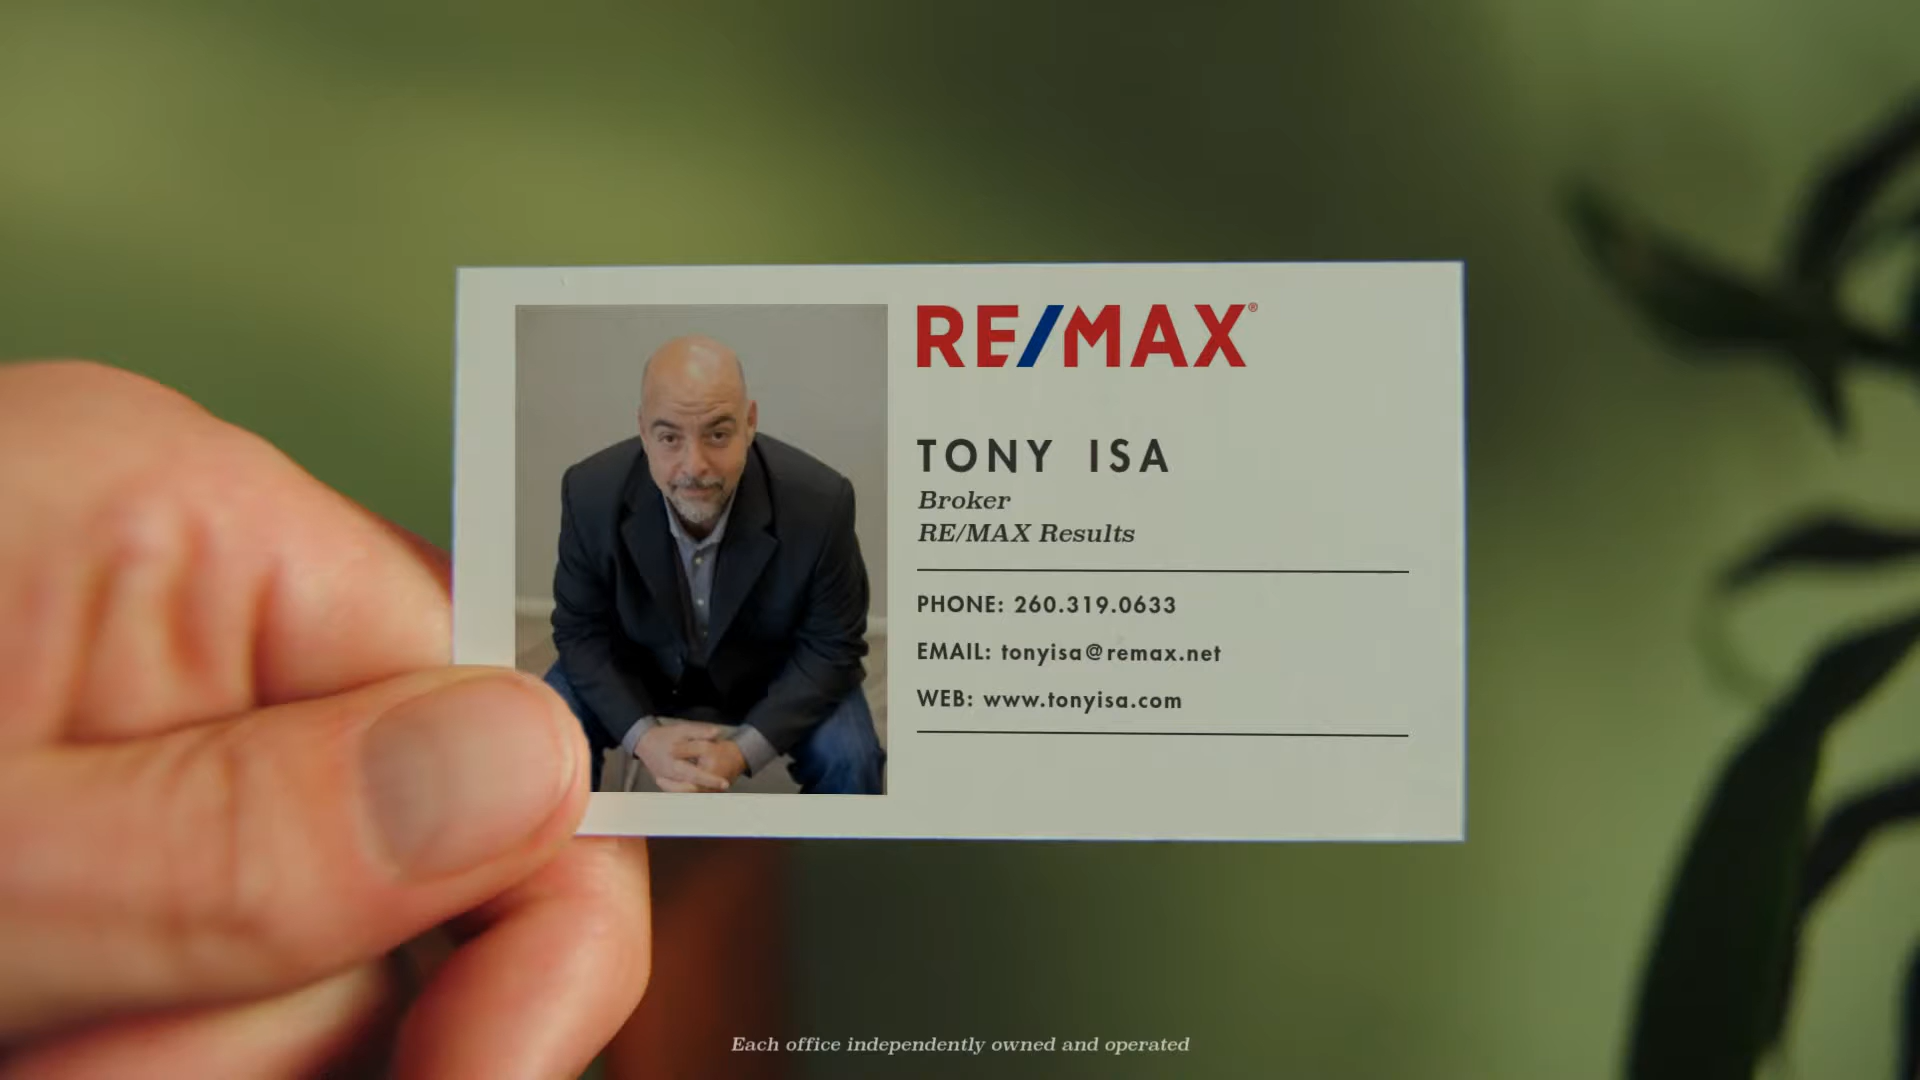 RE/MAX®
TONY ISA
Broker
RE/MAX Results
PHONE: 260.319.0633
EMAIL: tonyisa@remax.net
WEB: www.tonyisa.com
Each office independently owned and operated